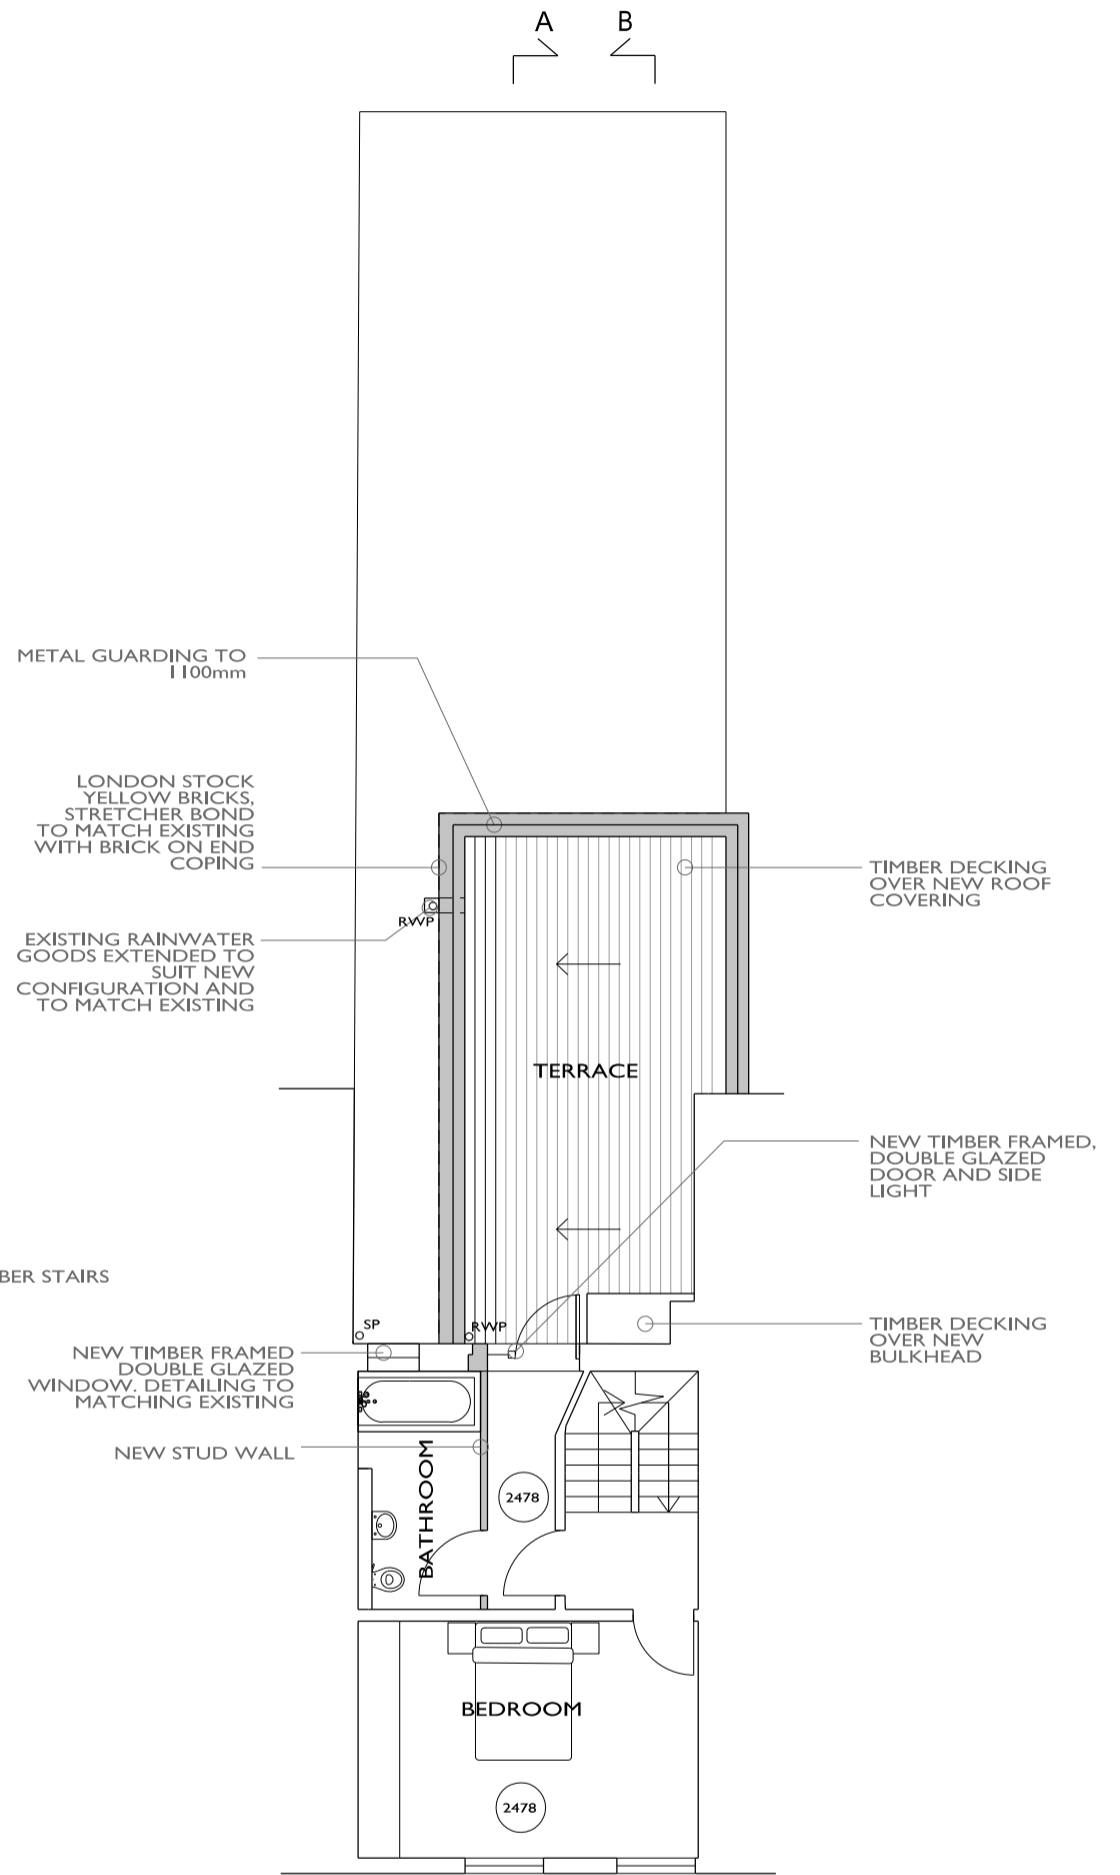 A B
METAL GUARDING TO
1100mm
LONDON STOCK
YELLOW BRICKS,
STRETCHER BOND
TO MATCH EXISTING
WITH BRICK ON END
COPING
TIMBER DECKING
OVER NEW ROOF
COVERING
RWP
EXISTING RAINWATER
GOODS EXTENDED TO
SUIT NEW
CONFIGURATION AND
TO MATCH EXISTING
TERRACE
NEW TIMBER FRAMED,
DOUBLE GLAZED
DOOR AND SIDE
LIGHT
BER STAIRS
SP
RWP
TIMBER DECKING
OVER NEW
BULKHEAD
NEW TIMBER FRAMED
DOUBLE GLAZED
WINDOW. DETAILING TO
MATCHING EXISTING
NEW STUD WALL
BATHROOM
2478
BEDROOM
2478